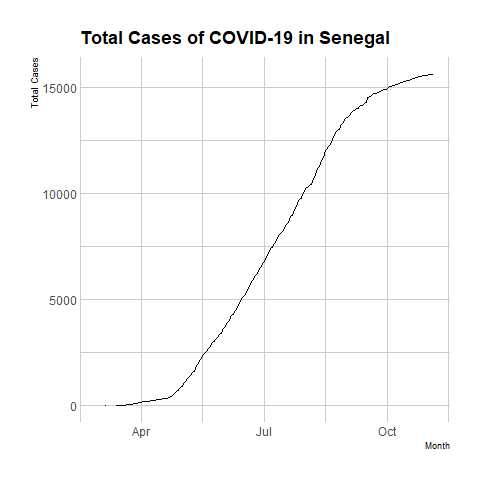 Total Cases of COVID-19 in Senegal
Total Cases
15000
10000
5000
0
Apr Jul Oct
Month